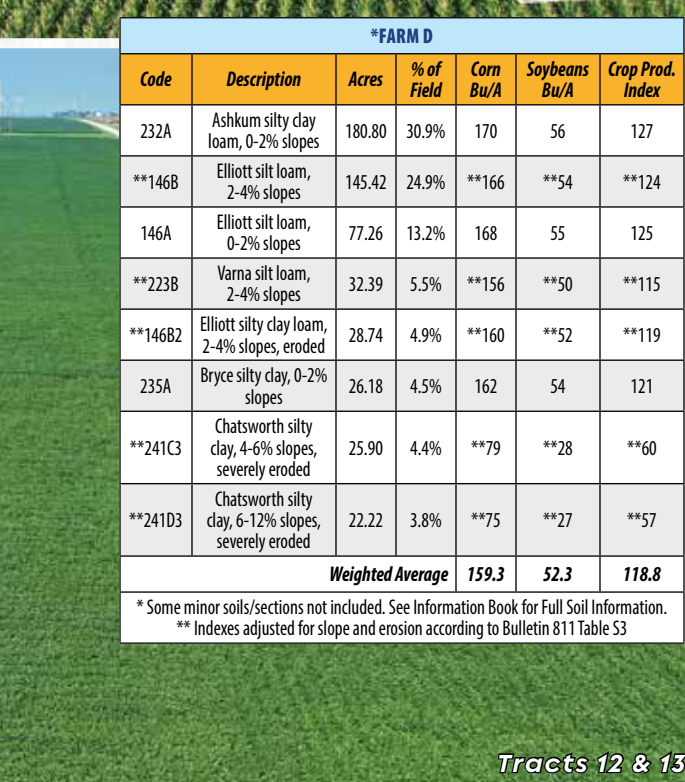 *FARM D
Code Description Acres % of Field Corn Bu/A Soybeans Bu/A Crop Prod. Index
232A Ashkum silty clay loam, 0-2% slopes 180.80 30.9% 170 56 127
**146B Elliott silt loam, 2-4% slopes 145.42 24.9% **166 **54 **124
146A Elliott silt loam, 0-2% slopes 77.26 13.2% 168 55 125
**223B Varna silt loam, 2-4% slopes 32.39 5.5% **156 **50 **115
**146B2 Elliott silty clay loam, 2-4% slopes, eroded 28.74 4.9% **160 **52 **119
235A Bryce silty clay, 0-2% slopes 26.18 4.5% 162 54 121
**241C3 Chatsworth silty clay, 4-6% slopes, severely eroded 25.90 4.4% **79 **28 **60
**241D3 Chatsworth silty clay, 6-12% slopes, severely eroded 22.22 3.8% **75 **27 **57
Weighted Average 159.3 52.3 118.8
* Some minor soils/sections not included. See Information Book for Full Soil Information.
** Indexes adjusted for slope and erosion according to Bulletin 811 Table S3
Tracts 12 & 13